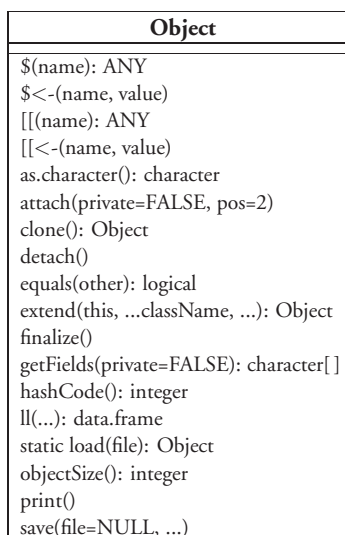 Object
$(name): ANY
$<-(name, value)
[[(name): ANY
[[<-(name, value)
as.character(): character
attach(private=FALSE, pos=2)
clone(): Object
detach()
equals(other): logical
extend(this, ...className, ...): Object
finalize()
getFields(private=FALSE): character[]
hashCode(): integer
ll(...): data.frame
static load(file): Object
objectSize(): integer
print()
save(file=NULL, ...)